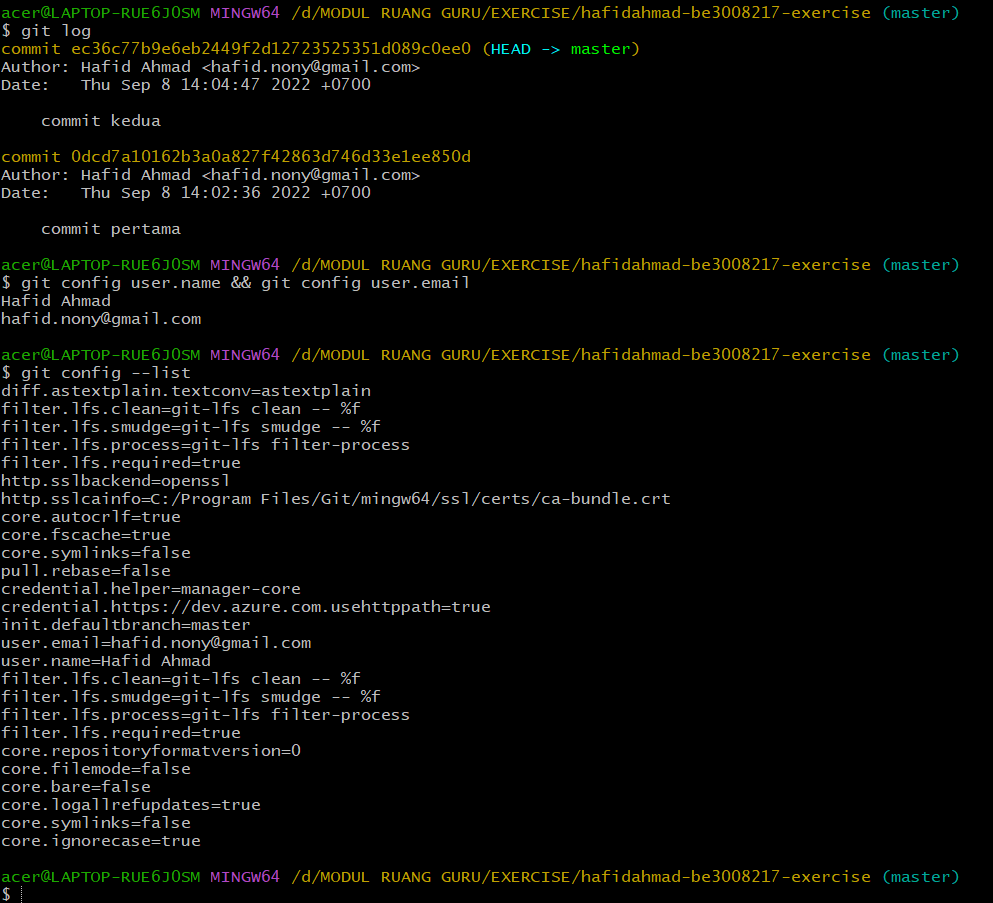 acer@LAPTOP-RUE6J0SM MINGW64 /d/MODUL RUANG GURU/EXERCISE/hafidahmad-be3008217-exercise (master)
$ git log
commit ec36c77b9e6eb2449f2d12723525351d089c0ee0 (HEAD -> master)
Author: Hafid Ahmad <hafid.nony@gmail.com>
Date:   Thu Sep 8 14:04:47 2022 +0700

    commit kedua

commit 0dcd7a10162b3a0a827f42863d746d33e1ee850d
Author: Hafid Ahmad <hafid.nony@gmail.com>
Date:   Thu Sep 8 14:02:36 2022 +0700

    commit pertama

acer@LAPTOP-RUE6J0SM MINGW64 /d/MODUL RUANG GURU/EXERCISE/hafidahmad-be3008217-exercise (master)
$ git config user.name && git config user.email
Hafid Ahmad
hafid.nony@gmail.com

acer@LAPTOP-RUE6J0SM MINGW64 /d/MODUL RUANG GURU/EXERCISE/hafidahmad-be3008217-exercise (master)
$ git config --list
diff.astextplain.textconv=astextplain
filter.lfs.clean=git-lfs clean -- %f
filter.lfs.smudge=git-lfs smudge -- %f
filter.lfs.process=git-lfs filter-process
filter.lfs.required=true
http.sslbackend=openssl
http.sslcainfo=C:/Program Files/Git/mingw64/ssl/certs/ca-bundle.crt
core.autocrlf=true
core.fscache=true
core.symlinks=false
pull.rebase=false
credential.helper=manager-core
credential.https://dev.azure.com.usehttppath=true
init.defaultbranch=master
user.email=hafid.nony@gmail.com
user.name=Hafid Ahmad
filter.lfs.clean=git-lfs clean -- %f
filter.lfs.smudge=git-lfs smudge -- %f
filter.lfs.process=git-lfs filter-process
filter.lfs.required=true
core.repositoryformatversion=0
core.filemode=false
core.bare=false
core.logallrefupdates=true
core.symlinks=false
core.ignorecase=true

acer@LAPTOP-RUE6J0SM MINGW64 /d/MODUL RUANG GURU/EXERCISE/hafidahmad-be3008217-exercise (master)
$